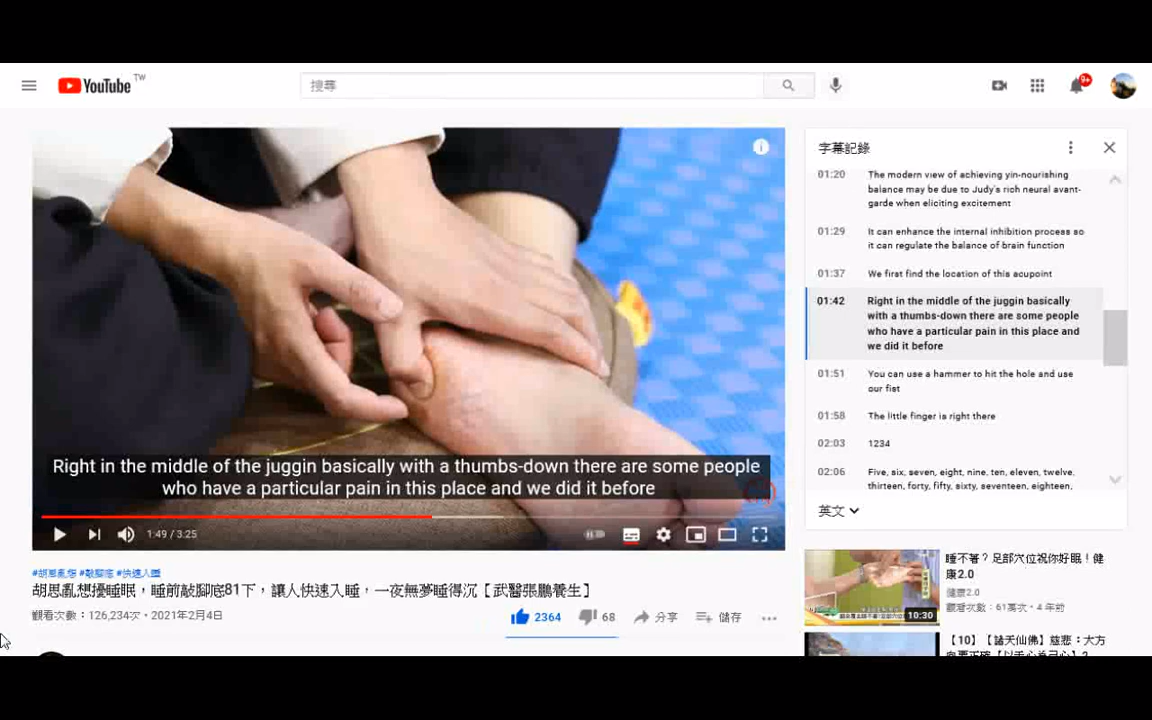 YouTube TW
搜尋
9+
Right in the middle of the juggin basically with a thumbs-down there are some people
who have a particular pain in this place and we did it before
1:49 / 3:25
#胡思亂想 #敲腳底 #快速入睡
胡思亂想擾睡眠，睡前敲腳底81下，讓人快速入睡，一夜無夢睡得沉【武醫張鵬養生】
觀看次數：126,234次・2021年2月4日
2364
68
分享
儲存
字幕記錄
01:20 The modern view of achieving yin-nourishing
balance may be due to Judy's rich neural avant-
garde when eliciting excitement
01:29 It can enhance the internal inhibition process so
it can regulate the balance of brain function
01:37 We first find the location of this acupoint
01:42 Right in the middle of the juggin basically
with a thumbs-down there are some people
who have a particular pain in this place and
we did it before
01:51 You can use a hammer to hit the hole and use
our fist
01:58 The little finger is right there
02:03 1234
02:06 Five, six, seven, eight, nine, ten, eleven, twelve,
thirteen, forty, fifty, sixty, seventeen, eighteen,
英文
10:30
睡不著？足部穴位祝你好眠！健
康2.0
健康2.0
觀看次數：61萬次・4 年前
【10】【諸天仙佛】慈悲：大方